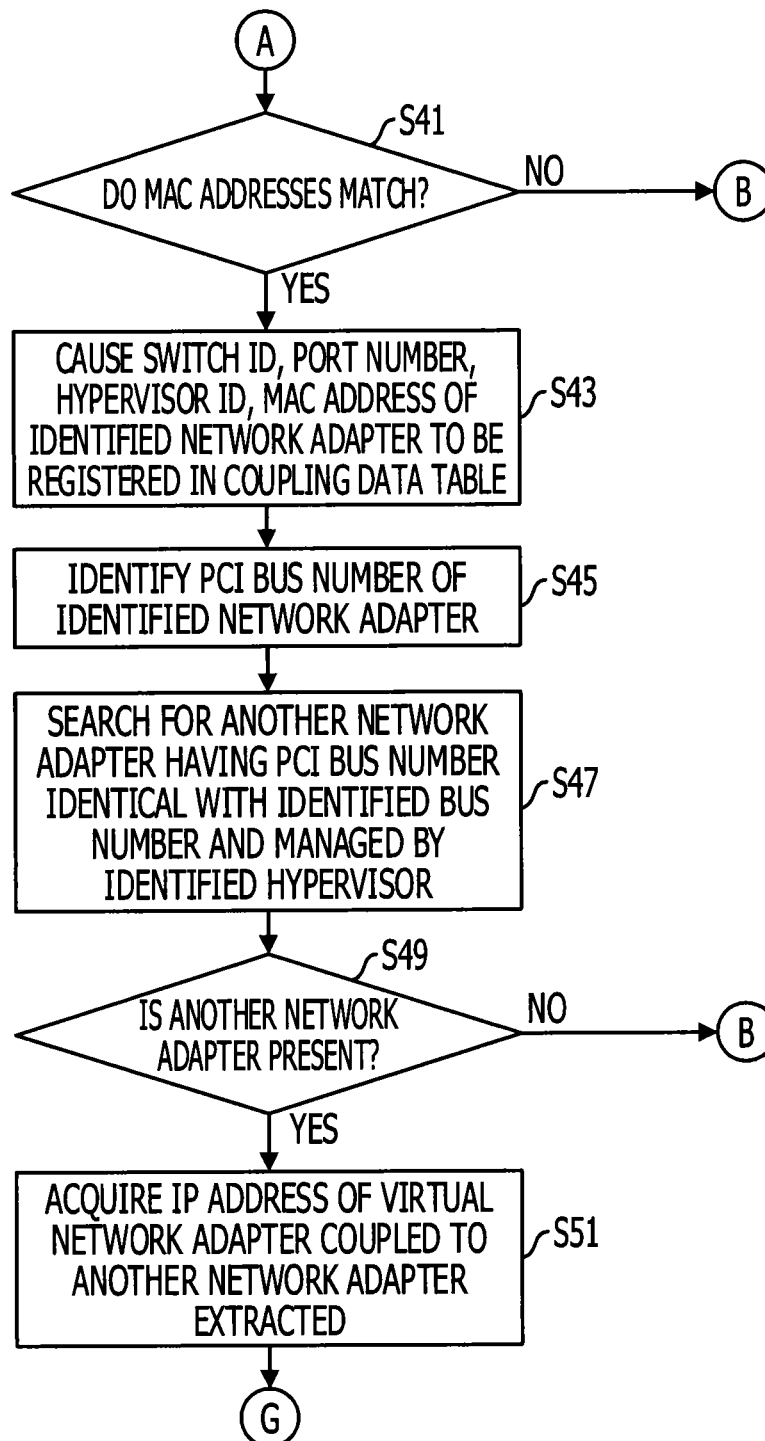 A
S41
DO MAC ADDRESSES MATCH?
NO
B
YES
CAUSE SWITCH ID, PORT NUMBER,
HYPERVISOR ID, MAC ADDRESS OF
IDENTIFIED NETWORK ADAPTER TO BE
REGISTERED IN COUPLING DATA TABLE
S43
IDENTIFY PCI BUS NUMBER OF
IDENTIFIED NETWORK ADAPTER
S45
SEARCH FOR ANOTHER NETWORK
ADAPTER HAVING PCI BUS NUMBER
IDENTICAL WITH IDENTIFIED BUS
NUMBER AND MANAGED BY
IDENTIFIED HYPERVISOR
S47
S49
IS ANOTHER NETWORK
ADAPTER PRESENT?
NO
B
YES
ACQUIRE IP ADDRESS OF VIRTUAL
NETWORK ADAPTER COUPLED TO
ANOTHER NETWORK ADAPTER
EXTRACTED
S51
G